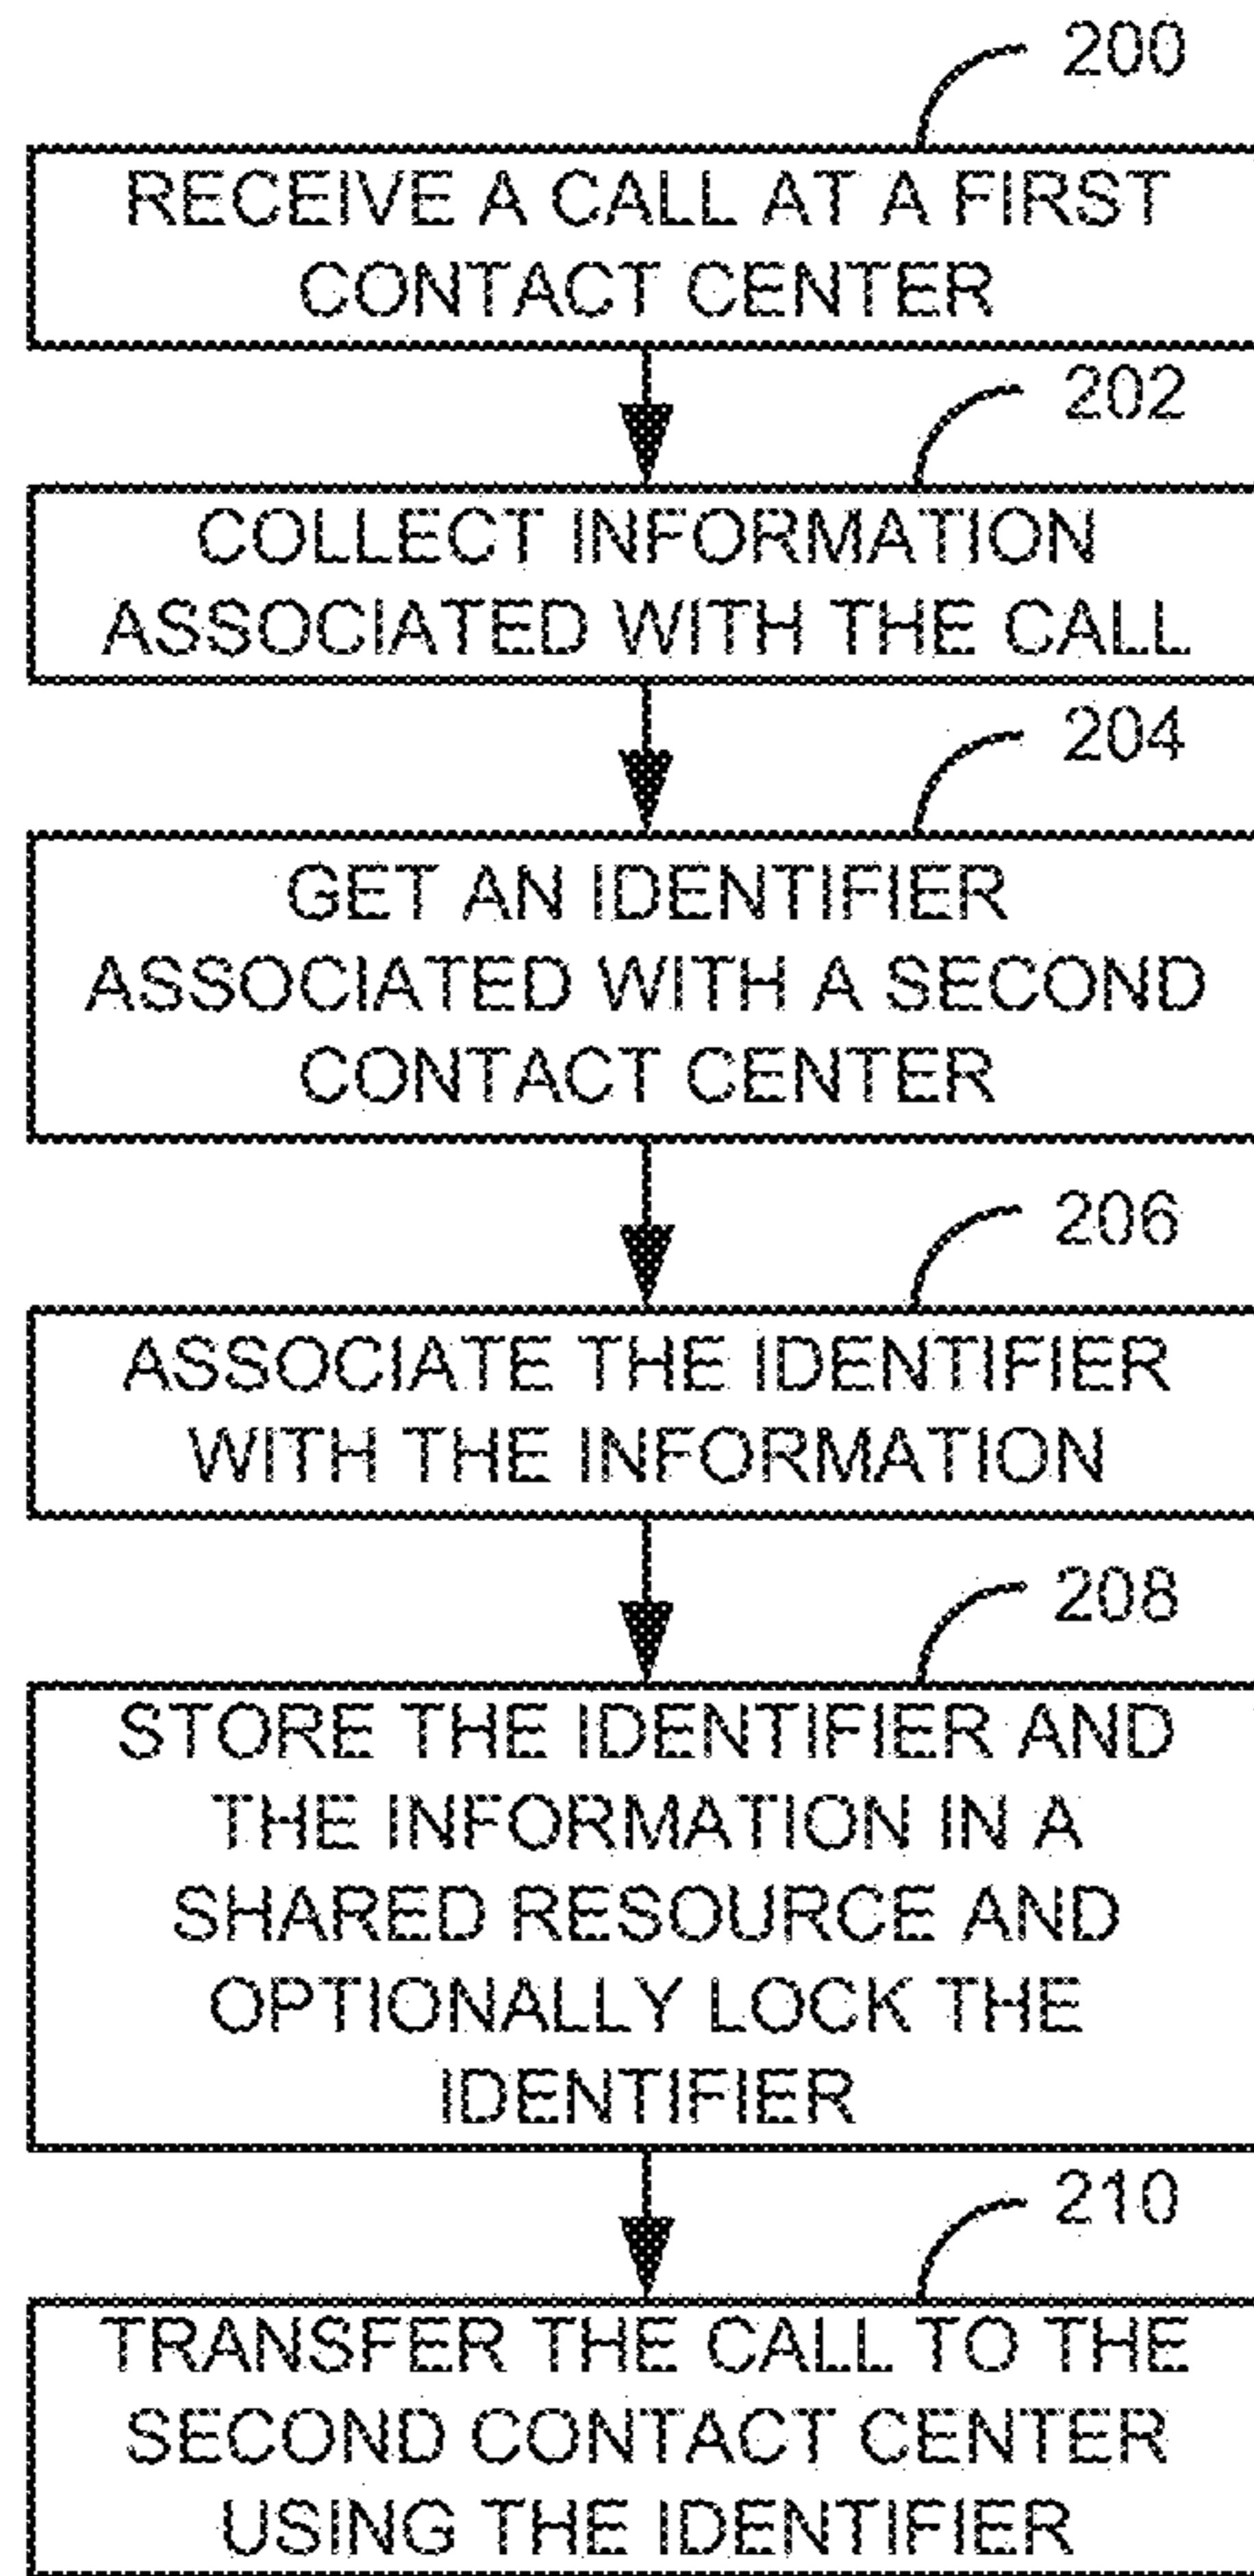 200
RECEIVE A CALL AT A FIRST
CONTACT CENTER
202
COLLECT INFORMATION
ASSOCIATED WITH THE CALL
204
GET AN IDENTIFIER
ASSOCIATED WITH A SECOND
CONTACT CENTER
206
ASSOCIATE THE IDENTIFIER
WITH THE INFORMATION
208
STORE THE IDENTIFIER AND
THE INFORMATION IN A
SHARED RESOURCE AND
OPTIONALLY LOCK THE
IDENTIFIER
210
TRANSFER THE CALL TO THE
SECOND CONTACT CENTER
USING THE IDENTIFIER